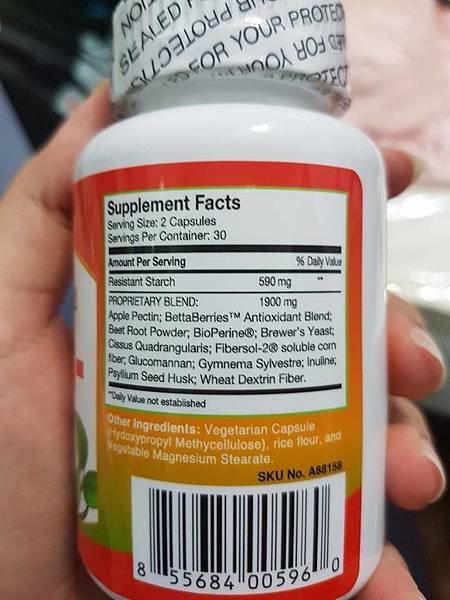 SEALED
FOR YOUR PROTEC
Supplement Facts
Serving Size: 2 Capsules
Servings Per Container: 30
Amount Per Serving % Daily Value
Resistant Starch 590 mg **
PROPRIETARY BLEND: 1900 mg
Apple Pectin; BettaBerries™ Antioxidant Blend;
Beet Root Powder; BioPerine®; Brewer's Yeast;
Cissus Quadrangularis; Fibersol-2® soluble corn
fiber; Glucomannan; Gymnema Sylvestre; Inuline;
Psyllium Seed Husk; Wheat Dextrin Fiber.
**Daily Value not established
Other Ingredients: Vegetarian Capsule
(Hydoxypropyl Methycellulose), rice flour, and
Vegetable Magnesium Stearate.
SKU No. A88158
8 55684 00596 0